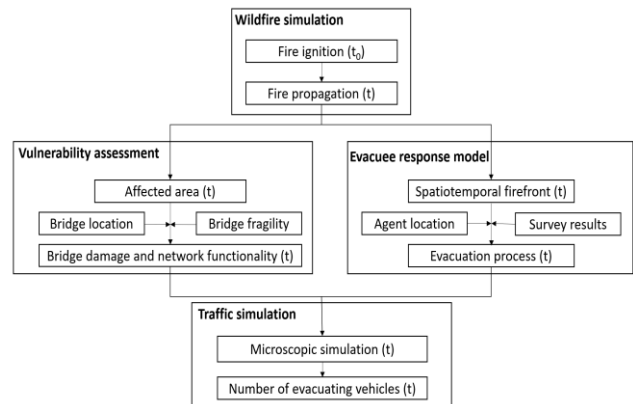 Wildfire simulation
Fire ignition (t₀)
Fire propagation (t)
Vulnerability assessment
Affected area (t)
Bridge location
Bridge fragility
Bridge damage and network functionality (t)
Evacuee response model
Spatiotemporal firefront (t)
Agent location
Survey results
Evacuation process (t)
Traffic simulation
Microscopic simulation (t)
Number of evacuating vehicles (t)